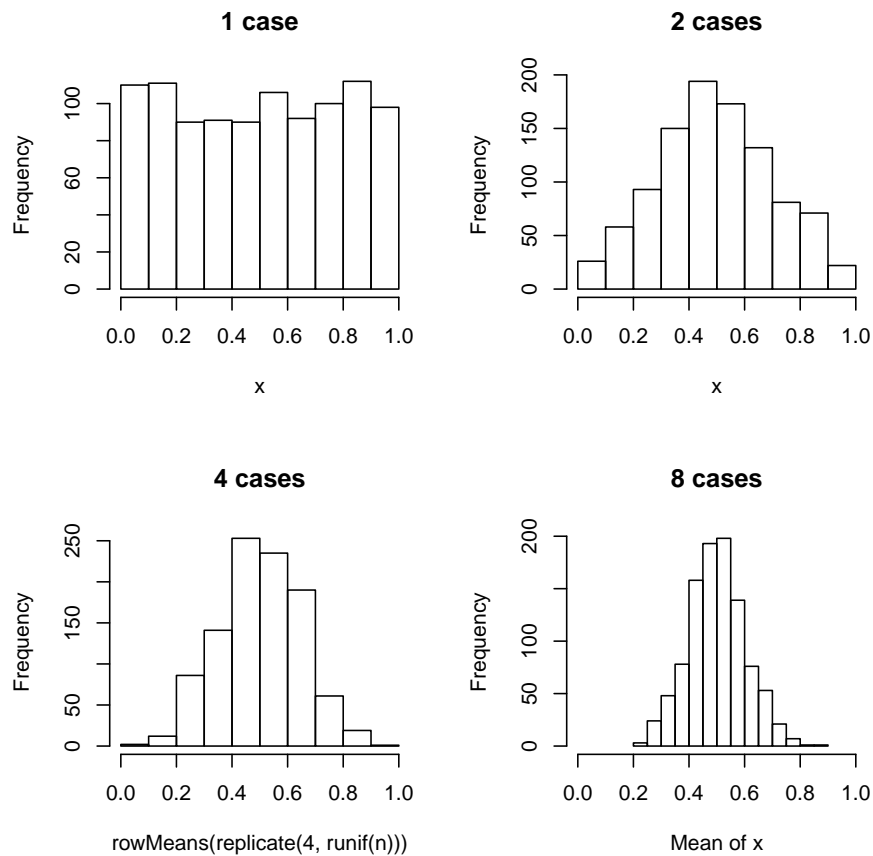 1 case
Frequency
0
20
60
100
0.0 0.2 0.4 0.6 0.8 1.0
x
2 cases
Frequency
0
50
100
150
200
0.0 0.2 0.4 0.6 0.8 1.0
x
4 cases
Frequency
0
50
150
250
0.0 0.2 0.4 0.6 0.8 1.0
rowMeans(replicate(4, runif(n)))
8 cases
Frequency
0
50
100
200
0.0 0.2 0.4 0.6 0.8 1.0
Mean of x